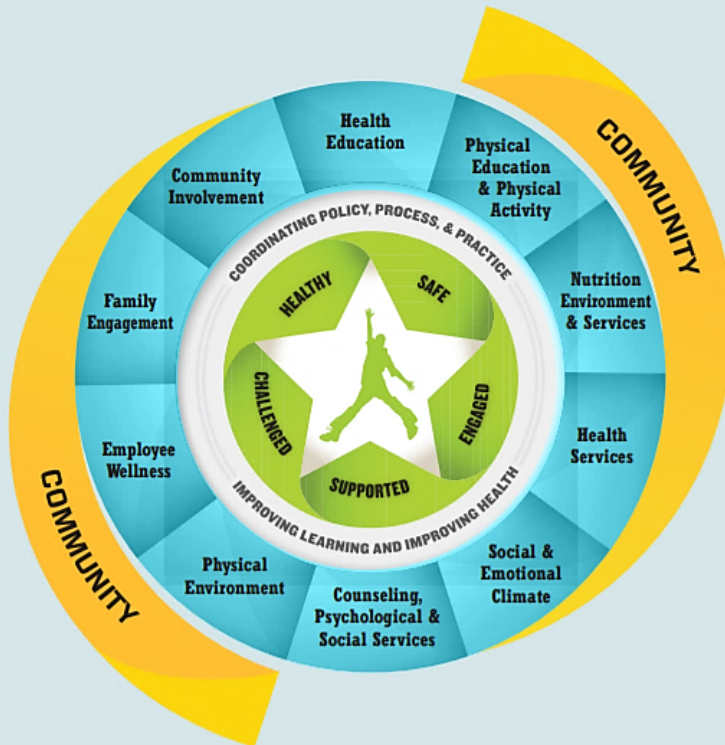 COMMUNITY
Health
Education
Physical
Education
& Physical
Activity
Nutrition
Environment
& Services
Health
Services
Social &
Emotional
Climate
Counseling,
Psychological &
Social Services
Physical
Environment
Employee
Wellness
Family
Engagement
Community
Involvement
COORDINATING POLICY, PROCESS, & PRACTICE
IMPROVING LEARNING AND IMPROVING HEALTH
HEALTHY
SAFE
ENGAGED
SUPPORTED
CHALLENGED
COMMUNITY